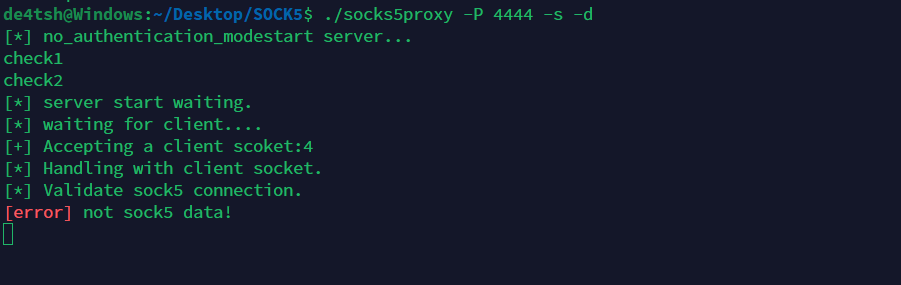 de4tsh@Windows:~/Desktop/SOCK5$ ./socks5proxy -P 4444 -s -d
[*] no_authentication_modestart server...
check1
check2
[*] server start waiting.
[*] waiting for client....
[+] Accepting a client scoket:4
[*] Handling with client socket.
[*] Validate sock5 connection.
[error] not sock5 data!